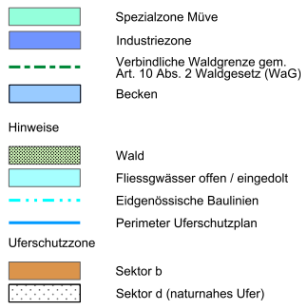 Spezialzone Müve
Industriezone
Verbindliche Waldgrenze gem.
Art. 10 Abs. 2 Waldgesetz (WaG)
Becken
Hinweise
Wald
Fliessgwässer offen / eingedolt
Eidgenössische Baulinien
Perimeter Uferschutzplan
Uferschutzzone
Sektor b
Sektor d (naturnahes Ufer)